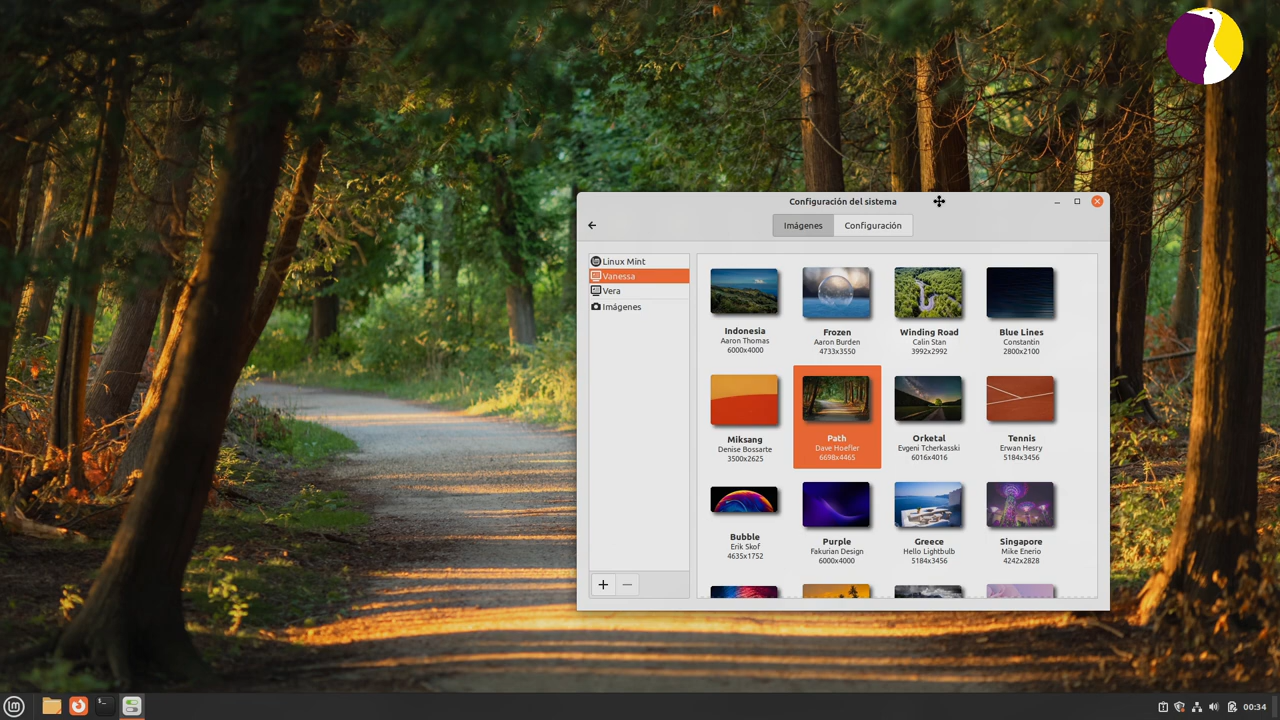 Configuración del sistema
Imágenes
Configuración
Linux Mint
Vanessa
Vera
Imágenes
Indonesia
Aaron Thomas
6000x4000
Frozen
Aaron Burden
4733x3550
Winding Road
Calin Stan
3992x2992
Blue Lines
Constantin
2800x2100
Miksang
Denise Bossarte
3500x2625
Path
Dave Hoefler
6698x4465
Orketal
Evgeni Tcherkasski
6016x4016
Tennis
Erwan Hesry
5184x3456
Bubble
Erik Skof
4635x1752
Purple
Fakurian Design
6000x4000
Greece
Hello Lightbulb
5184x3456
Singapore
Mike Enerio
4242x2828
00:34